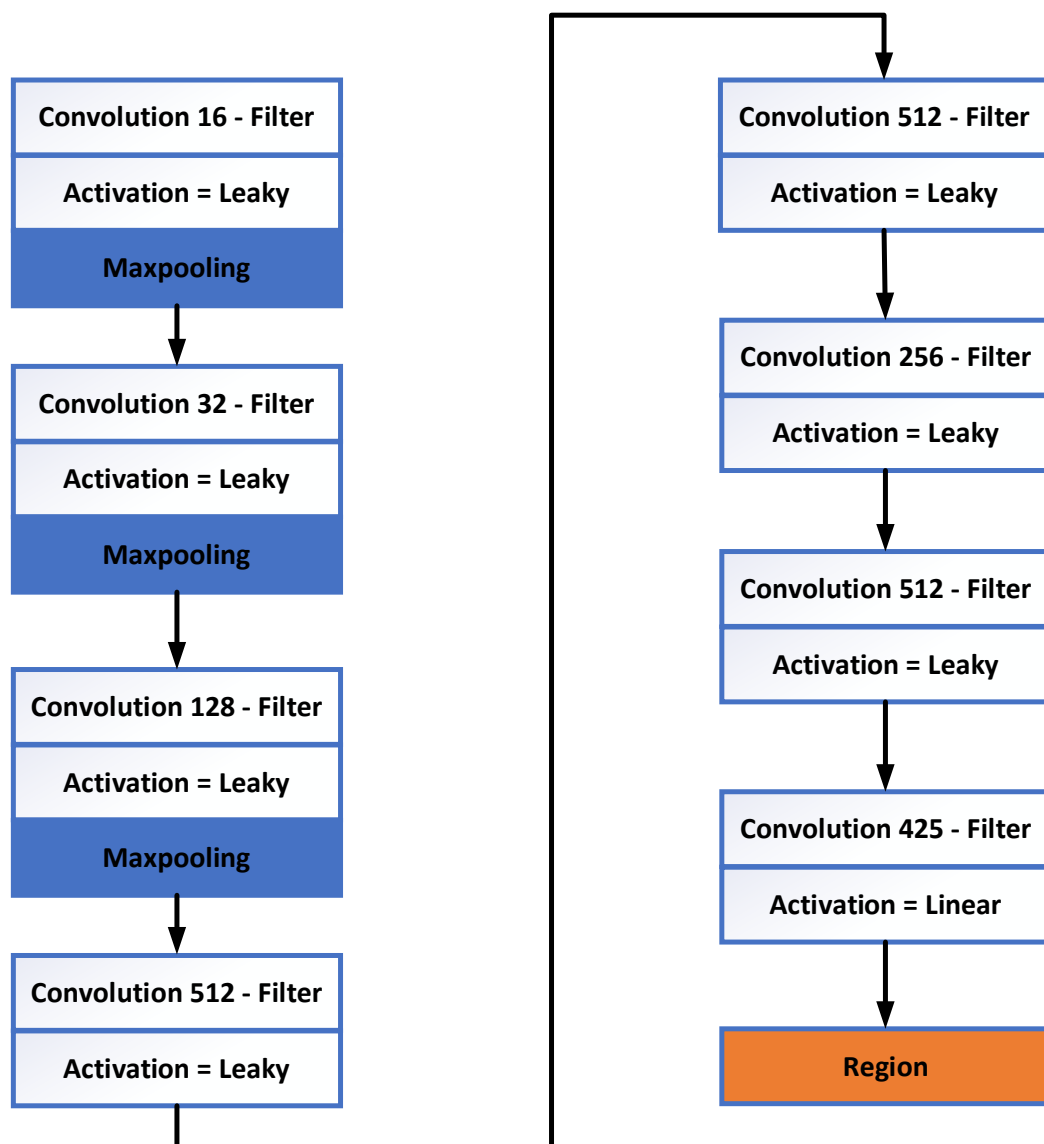 Convolution 16 - Filter
Activation = Leaky
Maxpooling
Convolution 32 - Filter
Activation = Leaky
Maxpooling
Convolution 128 - Filter
Activation = Leaky
Maxpooling
Convolution 512 - Filter
Activation = Leaky
Convolution 512 - Filter
Activation = Leaky
Convolution 256 - Filter
Activation = Leaky
Convolution 512 - Filter
Activation = Leaky
Convolution 425 - Filter
Activation = Linear
Region